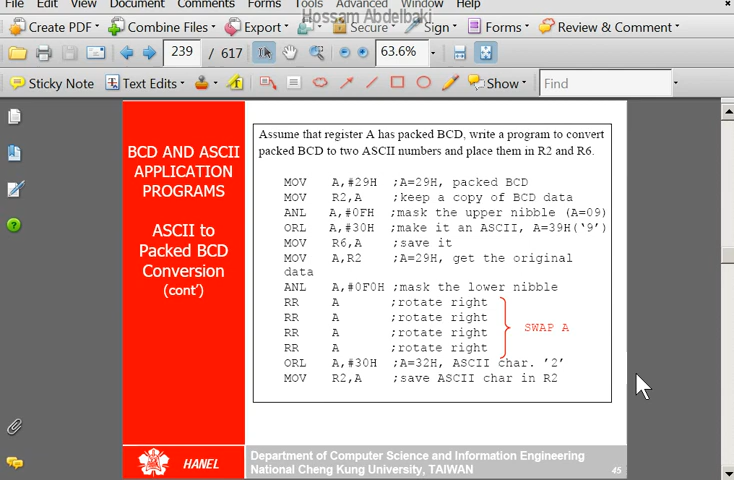 File Edit View Document Comments Forms Tools Advanced Window Help
Hossam Abdelbaki
Create PDF Combine Files Export Secure Sign Forms Review & Comment
239 / 617 63.6%
Sticky Note Text Edits Show Find
BCD AND ASCII
APPLICATION
PROGRAMS
ASCII to
Packed BCD
Conversion
(cont’)
Assume that register A has packed BCD, write a program to convert
packed BCD to two ASCII numbers and place them in R2 and R6.
MOV A,#29H ;A=29H, packed BCD
MOV R2,A ;keep a copy of BCD data
ANL A,#0FH ;mask the upper nibble (A=09)
ORL A,#30H ;make it an ASCII, A=39H(‘9’)
MOV R6,A ;save it
MOV A,R2 ;A=29H, get the original
data
ANL A,#0F0H ;mask the lower nibble
RR A ;rotate right
RR A ;rotate right
RR A ;rotate right
RR A ;rotate right
SWAP A
ORL A,#30H ;A=32H, ASCII char. ’2’
MOV R2,A ;save ASCII char in R2
HANEL
Department of Computer Science and Information Engineering
National Cheng Kung University, TAIWAN
45